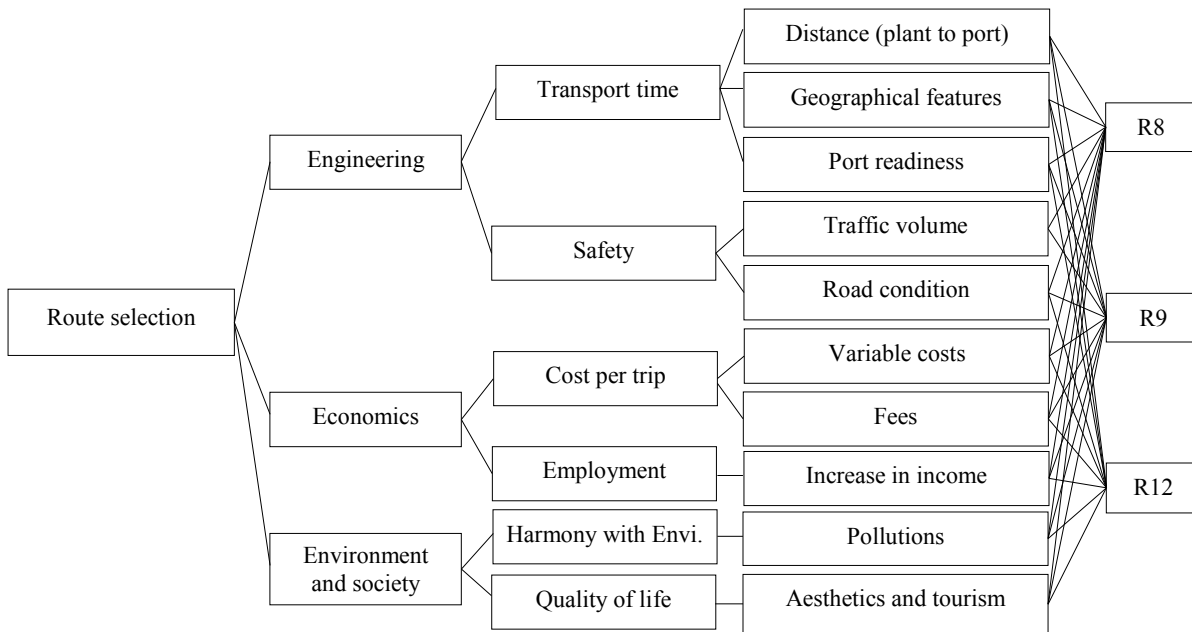 Route selection
Engineering
Economics
Environment
and society
Transport time
Safety
Cost per trip
Employment
Harmony with Envi.
Quality of life
Distance (plant to port)
Geographical features
Port readiness
Traffic volume
Road condition
Variable costs
Fees
Increase in income
Pollutions
Aesthetics and tourism
R8
R9
R12